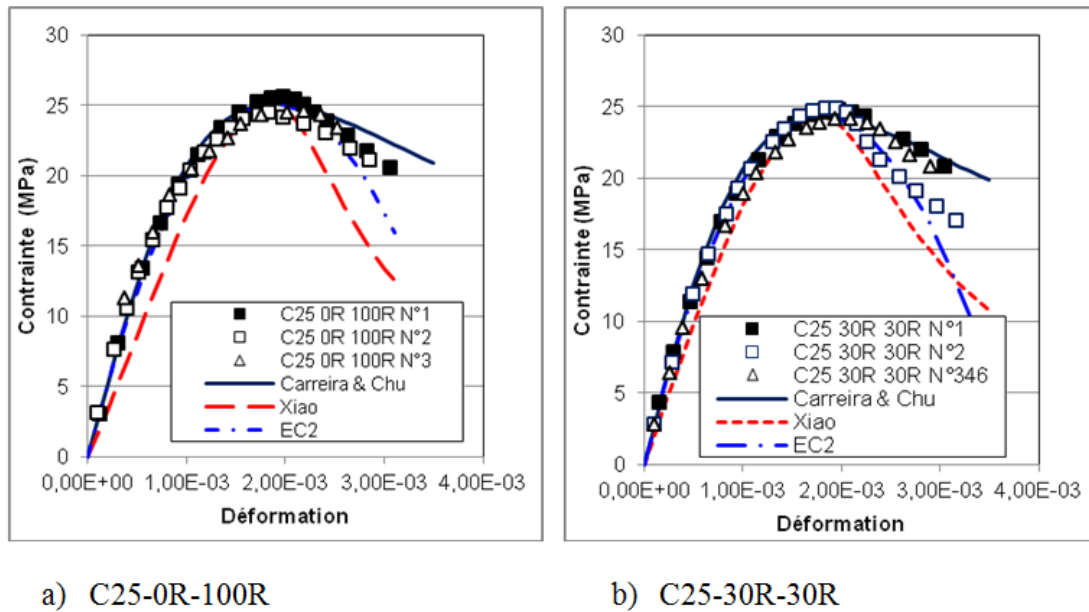 30
25
20
15
10
5
0
Contrainte (MPa)
C25 0R 100R N°1
C25 0R 100R N°2
C25 0R 100R N°3
Carreira & Chu
Xiao
EC2
0,00E+00 1,00E-03 2,00E-03 3,00E-03 4,00E-03
Déformation
30
25
20
15
10
5
0
Contrainte (MPa)
C25 30R 30R N°1
C25 30R 30R N°2
C25 30R 30R N°346
Carreira & Chu
Xiao
EC2
0,00E+00 1,00E-03 2,00E-03 3,00E-03 4,00E-03
Déformation
a) C25-0R-100R
b) C25-30R-30R